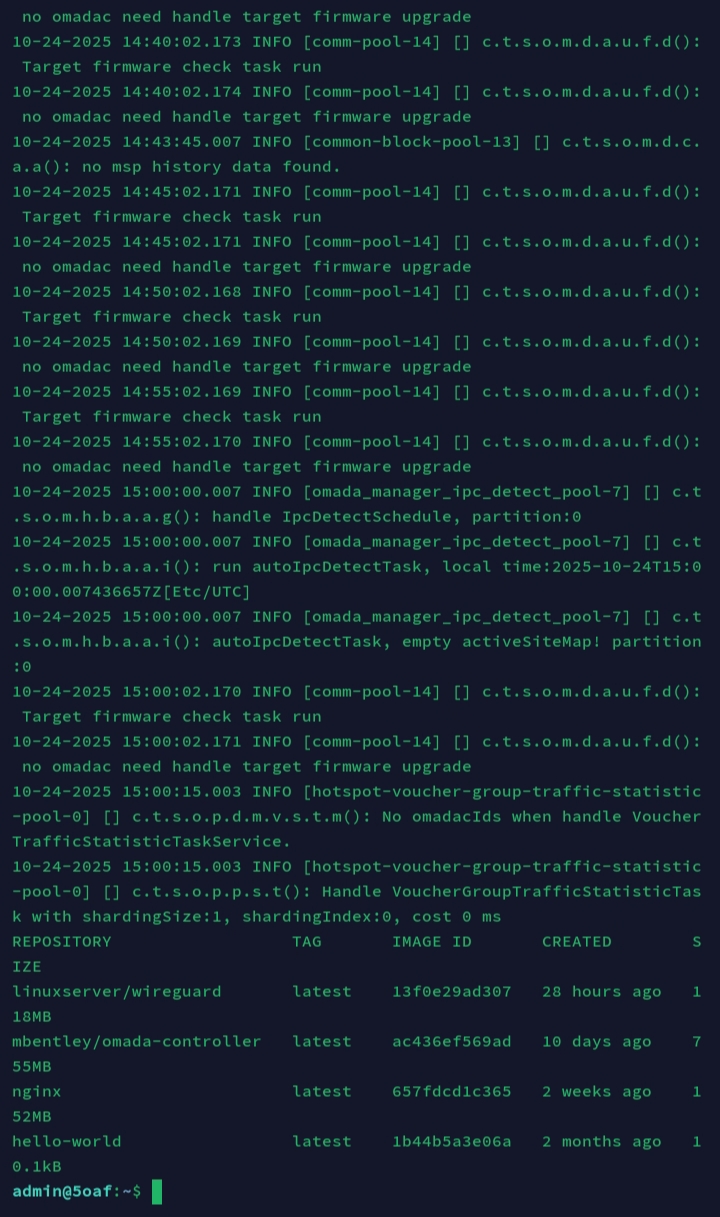 no omadac need handle target firmware upgrade
10-24-2025 14:40:02.173 INFO [comm-pool-14] [] c.t.s.o.m.d.a.u.f.d():
Target firmware check task run
10-24-2025 14:40:02.174 INFO [comm-pool-14] [] c.t.s.o.m.d.a.u.f.d():
no omadac need handle target firmware upgrade
10-24-2025 14:43:45.007 INFO [common-block-pool-13] [] c.t.s.o.m.d.c.
a.a(): no msp history data found.
10-24-2025 14:45:02.171 INFO [comm-pool-14] [] c.t.s.o.m.d.a.u.f.d():
Target firmware check task run
10-24-2025 14:45:02.171 INFO [comm-pool-14] [] c.t.s.o.m.d.a.u.f.d():
no omadac need handle target firmware upgrade
10-24-2025 14:50:02.168 INFO [comm-pool-14] [] c.t.s.o.m.d.a.u.f.d():
Target firmware check task run
10-24-2025 14:50:02.169 INFO [comm-pool-14] [] c.t.s.o.m.d.a.u.f.d():
no omadac need handle target firmware upgrade
10-24-2025 14:55:02.169 INFO [comm-pool-14] [] c.t.s.o.m.d.a.u.f.d():
Target firmware check task run
10-24-2025 14:55:02.170 INFO [comm-pool-14] [] c.t.s.o.m.d.a.u.f.d():
no omadac need handle target firmware upgrade
10-24-2025 15:00:00.007 INFO [omada_manager_ipc_detect_pool-7] [] c.t
.s.o.m.h.b.a.a.g(): handle IpcDetectSchedule, partition:0
10-24-2025 15:00:00.007 INFO [omada_manager_ipc_detect_pool-7] [] c.t
.s.o.m.h.b.a.a.i(): run autoIpcDetectTask, local time:2025-10-24T15:0
0:00.007436657Z[Etc/UTC]
10-24-2025 15:00:00.007 INFO [omada_manager_ipc_detect_pool-7] [] c.t
.s.o.m.h.b.a.a.i(): autoIpcDetectTask, empty activeSiteMap! partition
:0
10-24-2025 15:00:02.170 INFO [comm-pool-14] [] c.t.s.o.m.d.a.u.f.d():
Target firmware check task run
10-24-2025 15:00:02.171 INFO [comm-pool-14] [] c.t.s.o.m.d.a.u.f.d():
no omadac need handle target firmware upgrade
10-24-2025 15:00:15.003 INFO [hotspot-voucher-group-traffic-statistic
-pool-0] [] c.t.s.o.p.d.m.v.s.t.m(): No omadacIds when handle Voucher
TrafficStatisticTaskService.
10-24-2025 15:00:15.003 INFO [hotspot-voucher-group-traffic-statistic
-pool-0] [] c.t.s.o.p.p.s.t(): Handle VoucherGroupTrafficStatisticTas
k with shardingSize:1, shardingIndex:0, cost 0 ms
REPOSITORY TAG IMAGE ID CREATED S
IZE
linuxserver/wireguard latest 13f0e29ad307 28 hours ago 1
18MB
mbentley/omada-controller latest ac436ef569ad 10 days ago 7
55MB
nginx latest 657fdcd1c365 2 weeks ago 1
52MB
hello-world latest 1b44b5a3e06a 2 months ago 1
0.1kB
admin@5oaf:~$